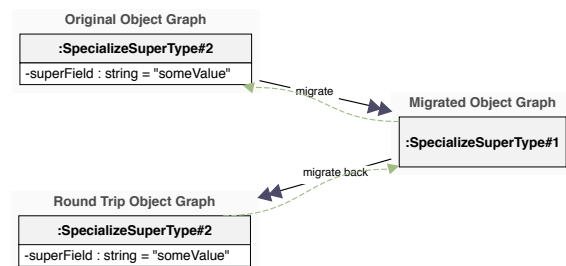 Original Object Graph
:SpecializeSuperType#2
-superField : string = "someValue"
migrate
Migrated Object Graph
:SpecializeSuperType#1
migrate back
Round Trip Object Graph
:SpecializeSuperType#2
-superField : string = "someValue"